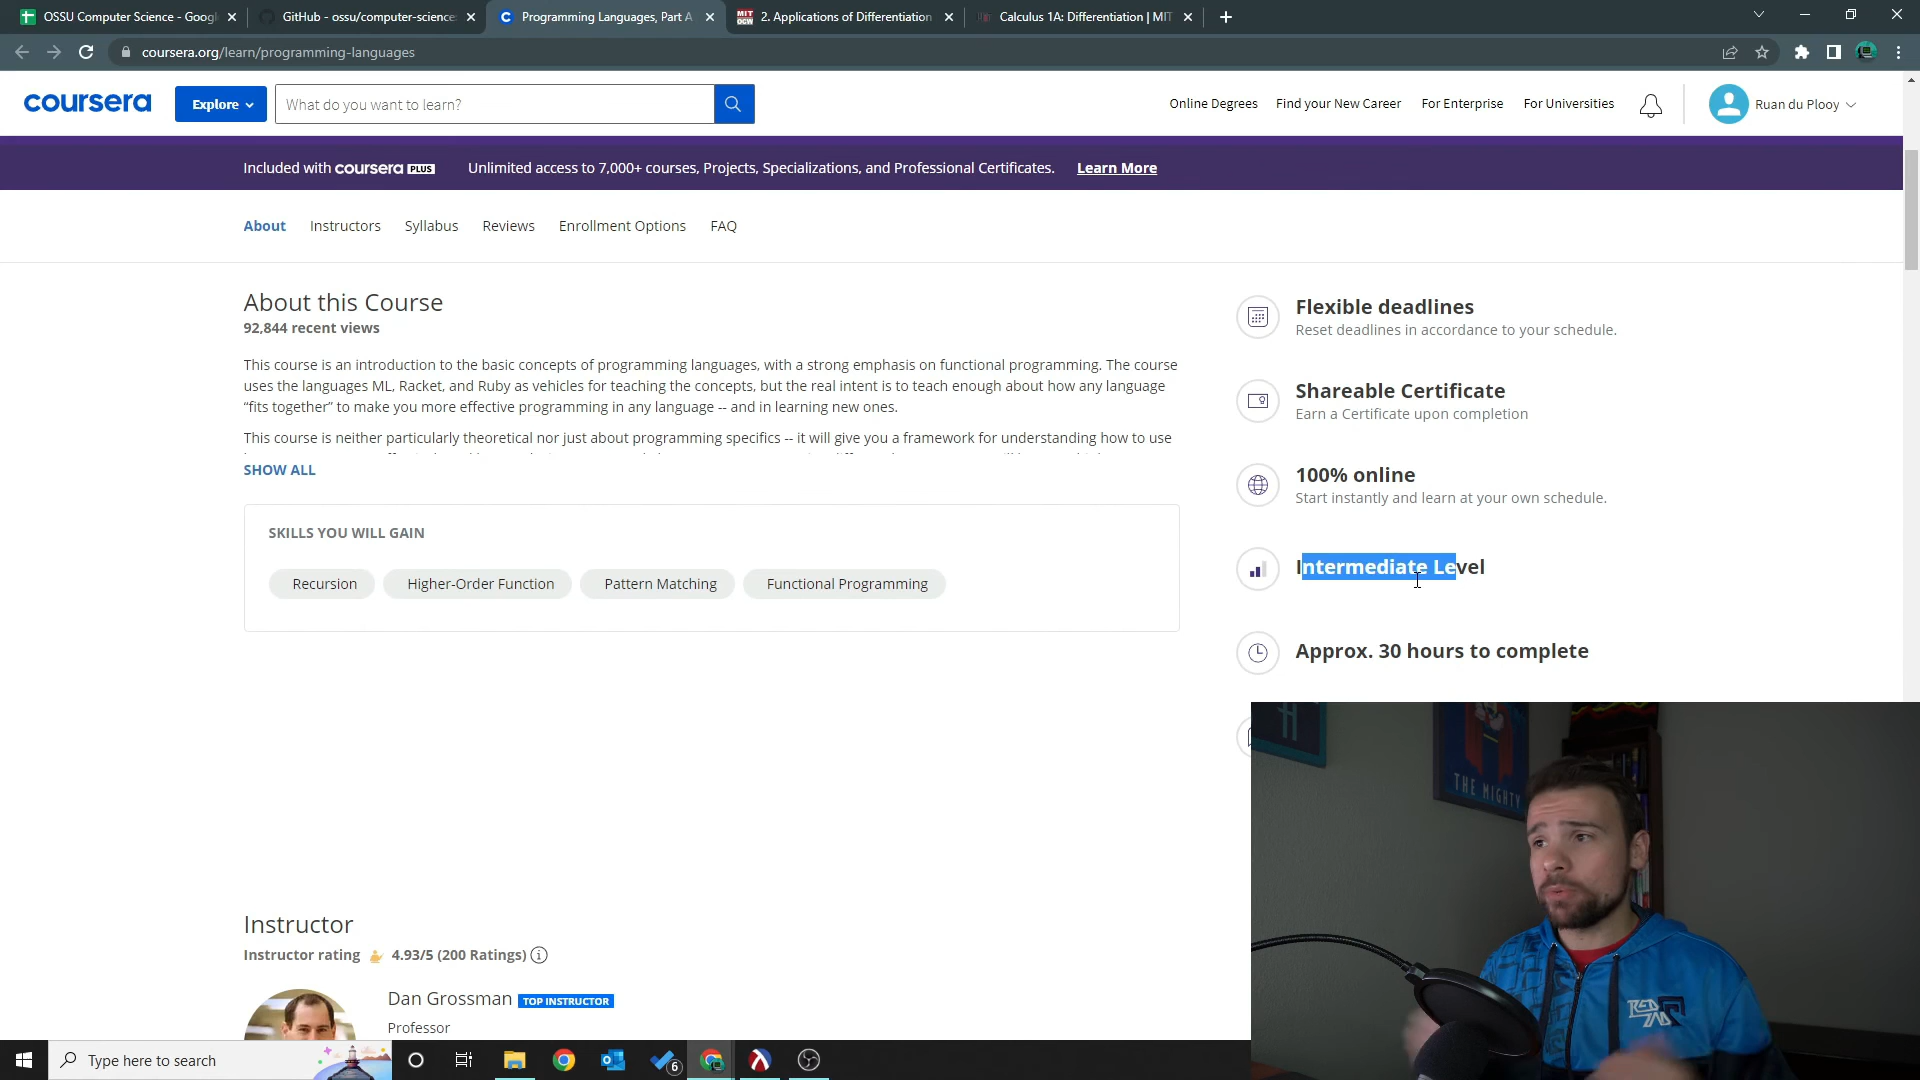 OSSU Computer Science - Googl
GitHub - ossu/computer-science:
Programming Languages, Part A
2. Applications of Differentiation
Calculus 1A: Differentiation | MIT
coursera.org/learn/programming-languages
coursera
Explore
What do you want to learn?
Online Degrees
Find your New Career
For Enterprise
For Universities
Ruan du Plooy
Included with coursera PLUS
Unlimited access to 7,000+ courses, Projects, Specializations, and Professional Certificates.
Learn More
About
Instructors
Syllabus
Reviews
Enrollment Options
FAQ
About this Course
92,844 recent views
This course is an introduction to the basic concepts of programming languages, with a strong emphasis on functional programming. The course
uses the languages ML, Racket, and Ruby as vehicles for teaching the concepts, but the real intent is to teach enough about how any language
“fits together” to make you more effective programming in any language -- and in learning new ones.
This course is neither particularly theoretical nor just about programming specifics -- it will give you a framework for understanding how to use
SHOW ALL
SKILLS YOU WILL GAIN
Recursion
Higher-Order Function
Pattern Matching
Functional Programming
Flexible deadlines
Reset deadlines in accordance to your schedule.
Shareable Certificate
Earn a Certificate upon completion
100% online
Start instantly and learn at your own schedule.
Intermediate Level
Approx. 30 hours to complete
Instructor
Instructor rating
4.93/5 (200 Ratings)
Dan Grossman
TOP INSTRUCTOR
Professor
THE MIGHTY
Type here to search
6